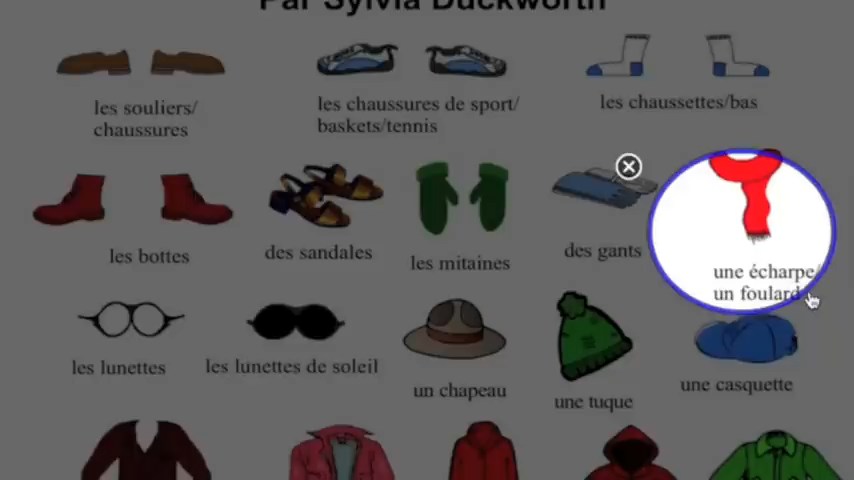 Par Sylvia Duckworth
les souliers/
chaussures
les chaussures de sport/
baskets/tennis
les chaussettes/bas
les bottes
des sandales
les mitaines
des gants
une écharpe/
un foulard
les lunettes
les lunettes de soleil
un chapeau
une tuque
une casquette